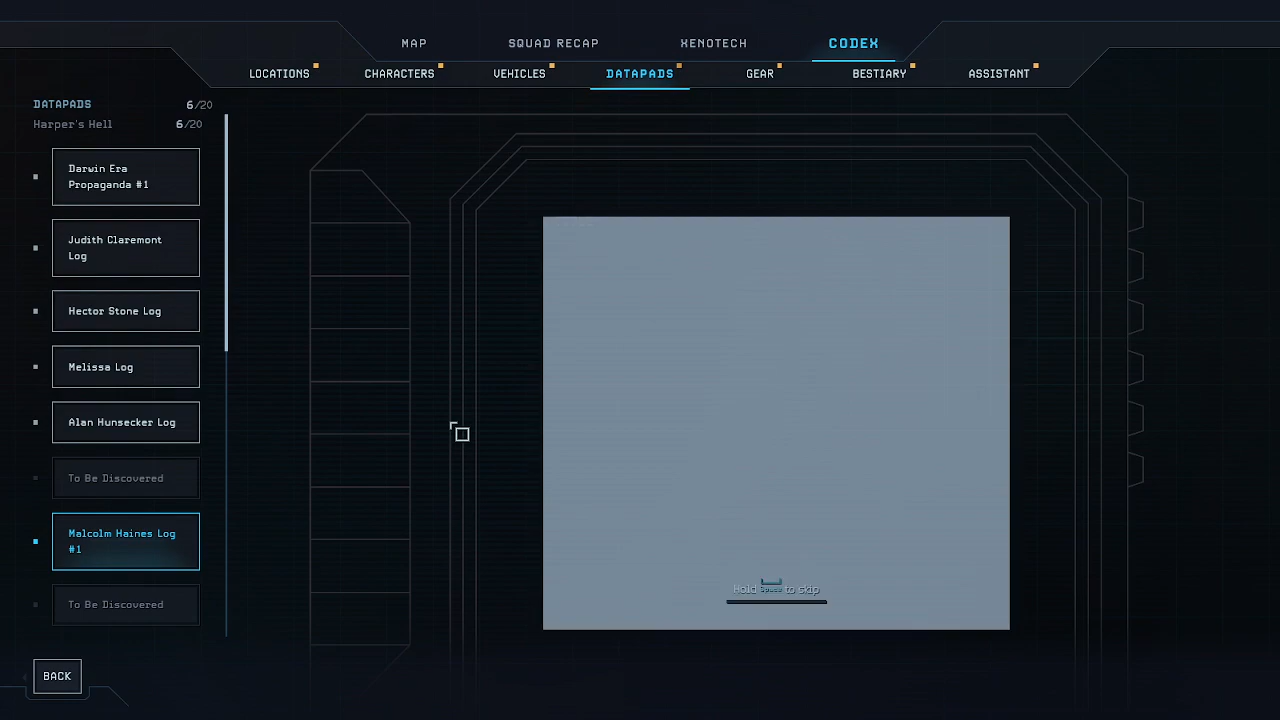 MAP
SQUAD RECAP
XENOTECH
CODEX
LOCATIONS
CHARACTERS
VEHICLES
DATAPADS
GEAR
BESTIARY
ASSISTANT
DATAPADS 6/20
Harper's Hell 6/20
Darwin Era
Propaganda #1
Judith Claremont
Log
Hector Stone Log
Melissa Log
Alan Hunsecker Log
To Be Discovered
Malcolm Haines Log
#1
To Be Discovered
Hold Space to skip
BACK